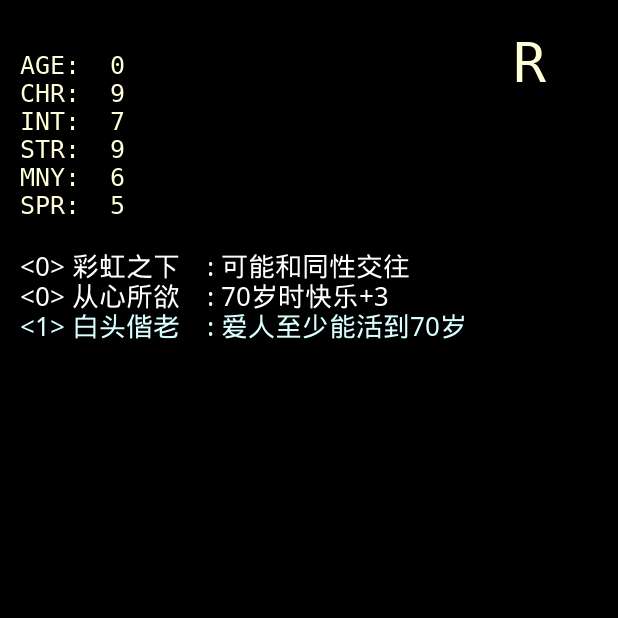 R
AGE: 0
CHR: 9
INT: 7
STR: 9
MNY: 6
SPR: 5
<0> 彩虹之下 : 可能和同性交往
<0> 从心所欲 : 70岁时快乐+3
<1> 白头偕老 : 爱人至少能活到70岁